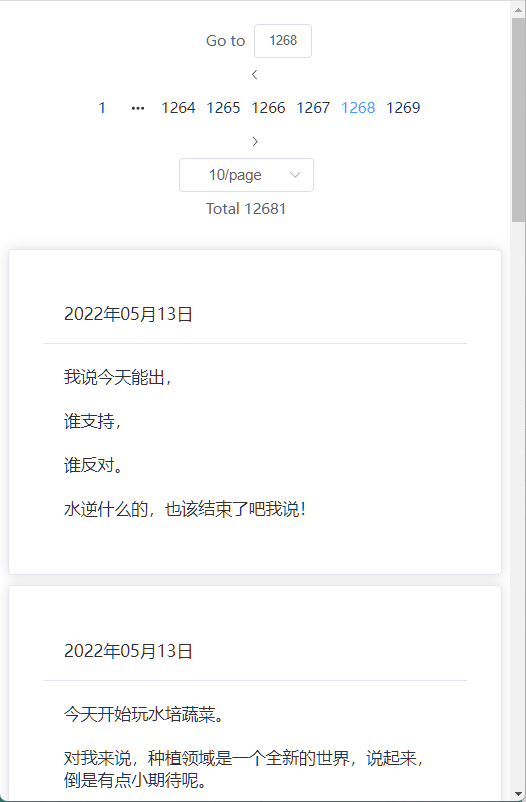 Go to 1268
<
1 ••• 1264 1265 1266 1267 1268 1269
>
10/page
Total 12681
2022年05月13日
我说今天能出，
谁支持，
谁反对。
水逆什么的，也该结束了吧我说！
2022年05月13日
今天开始玩水培蔬菜。
对我来说，种植领域是一个全新的世界，说起来，
倒是有点小期待呢。